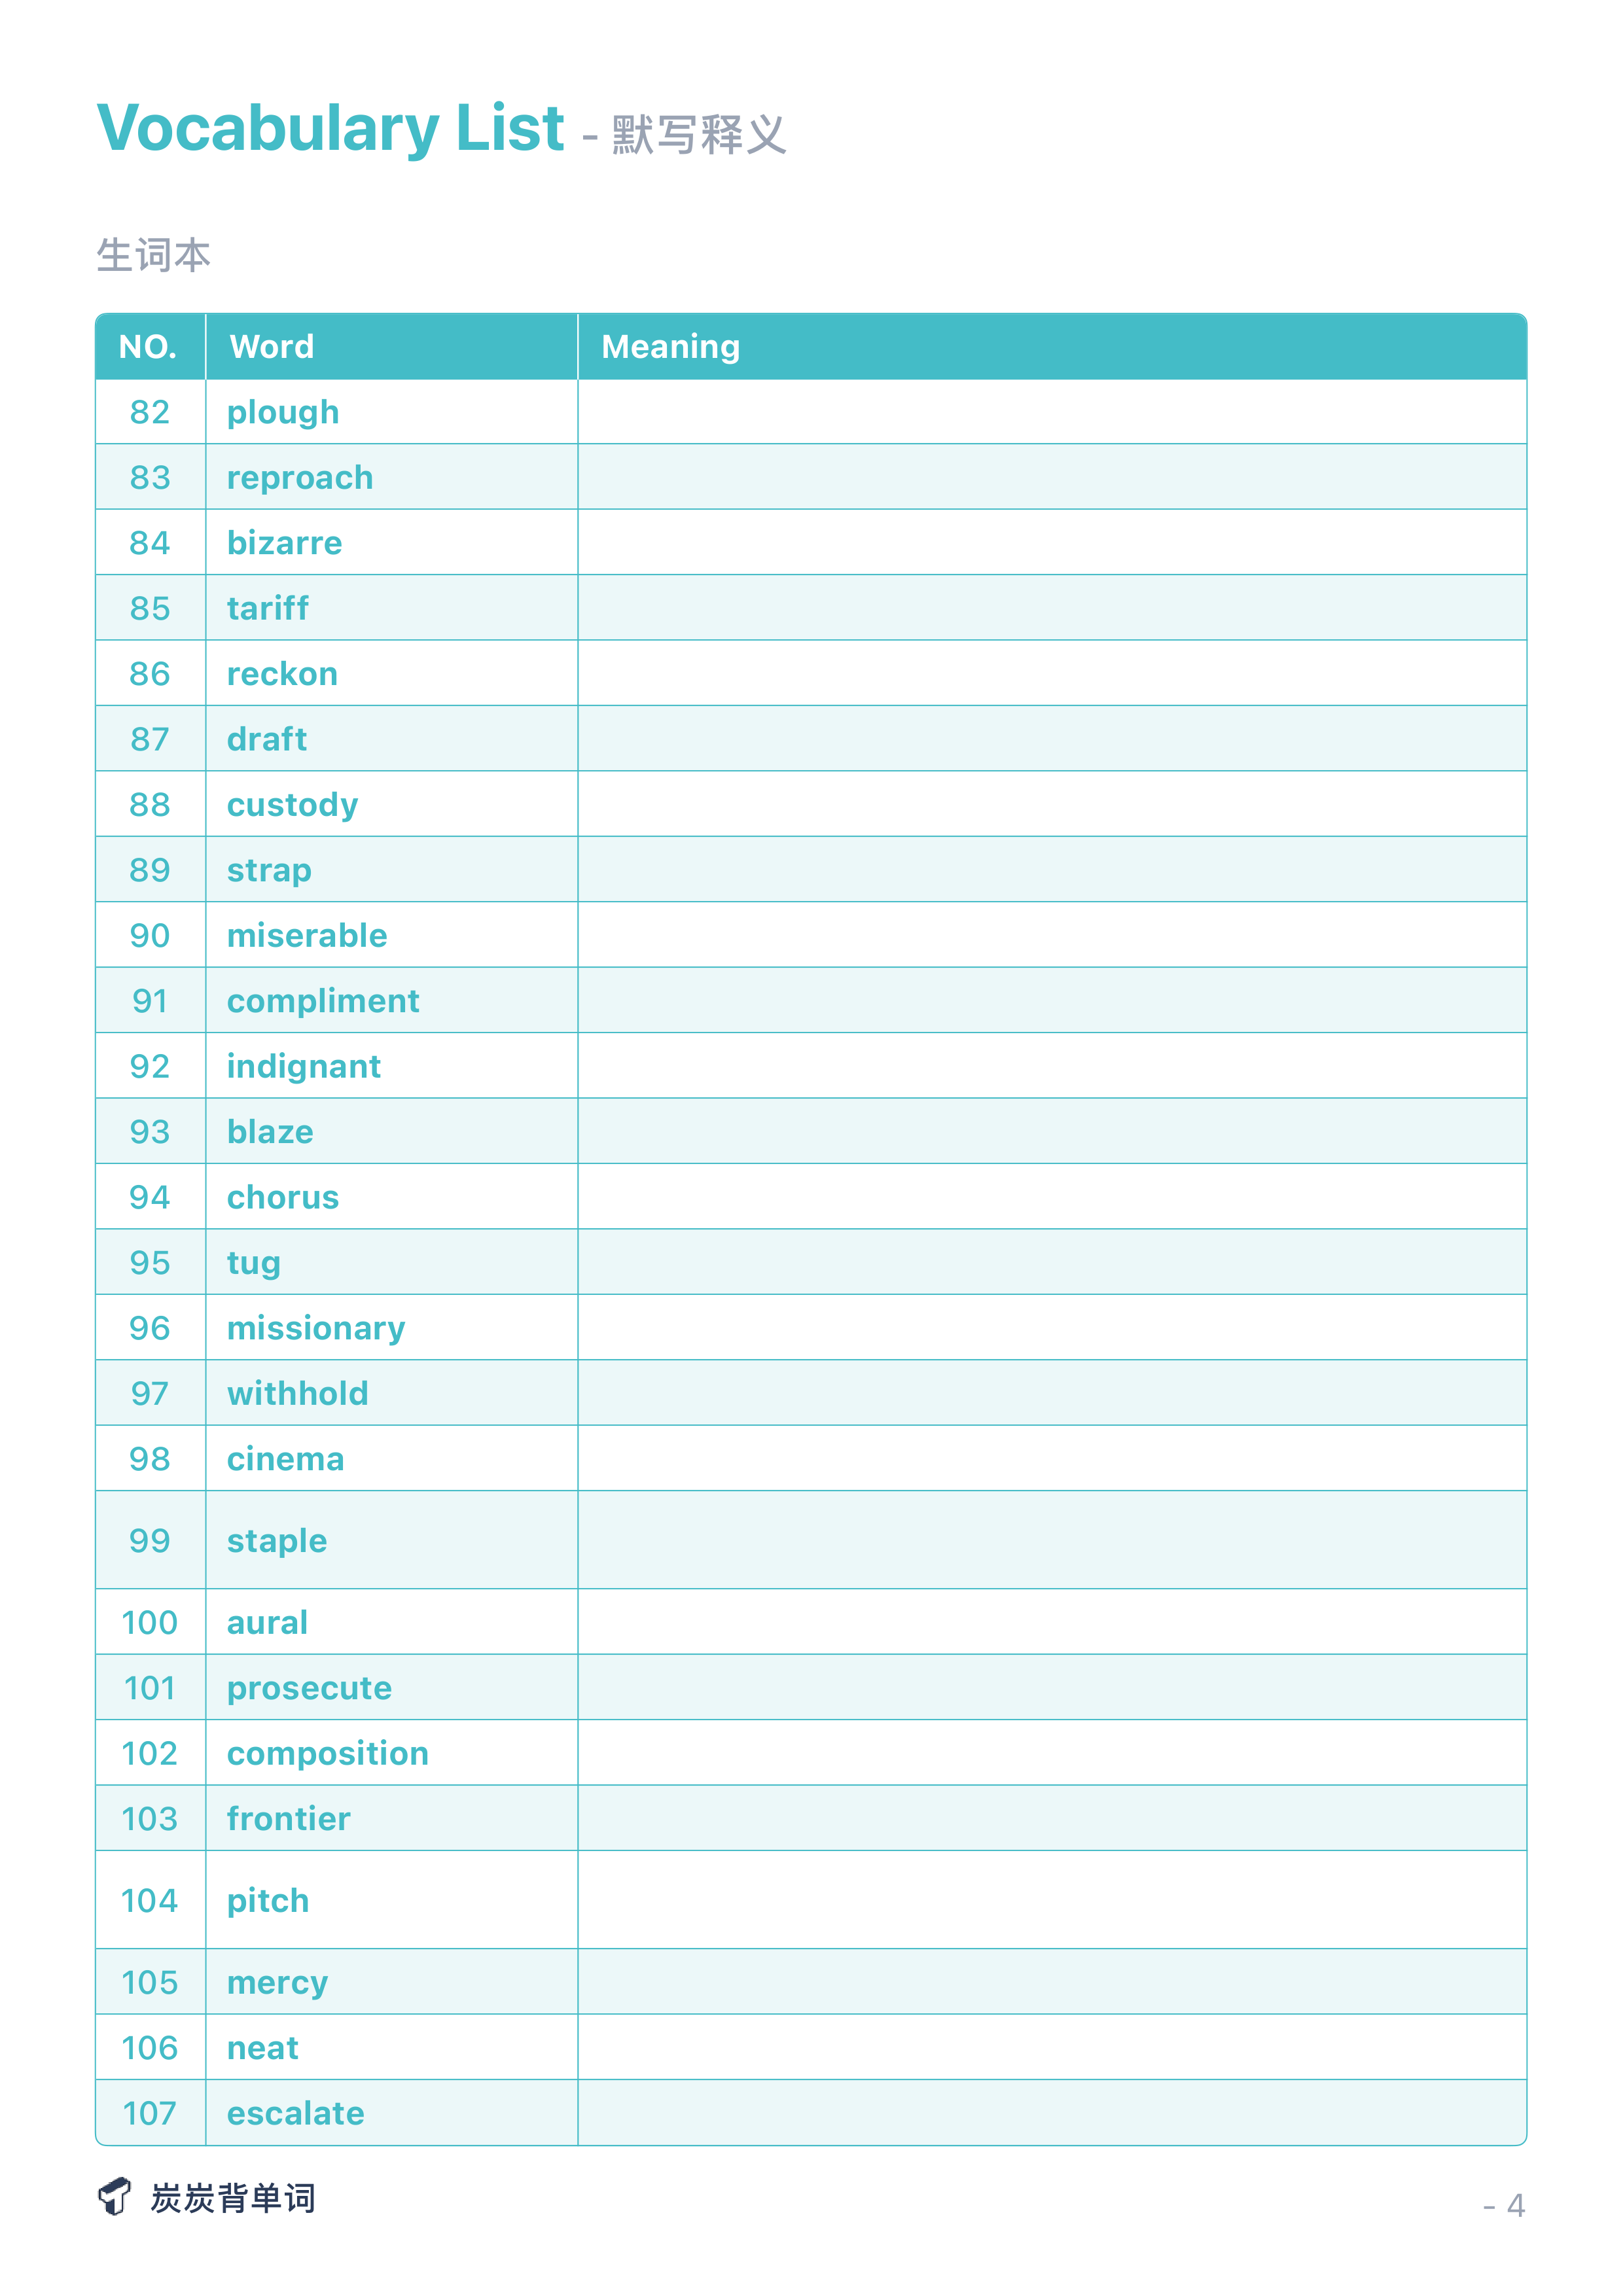 Vocabulary List - 默写释义
生词本
NO. Word Meaning
82 plough
83 reproach
84 bizarre
85 tariff
86 reckon
87 draft
88 custody
89 strap
90 miserable
91 compliment
92 indignant
93 blaze
94 chorus
95 tug
96 missionary
97 withhold
98 cinema
99 staple
100 aural
101 prosecute
102 composition
103 frontier
104 pitch
105 mercy
106 neat
107 escalate
炭炭背单词
- 4